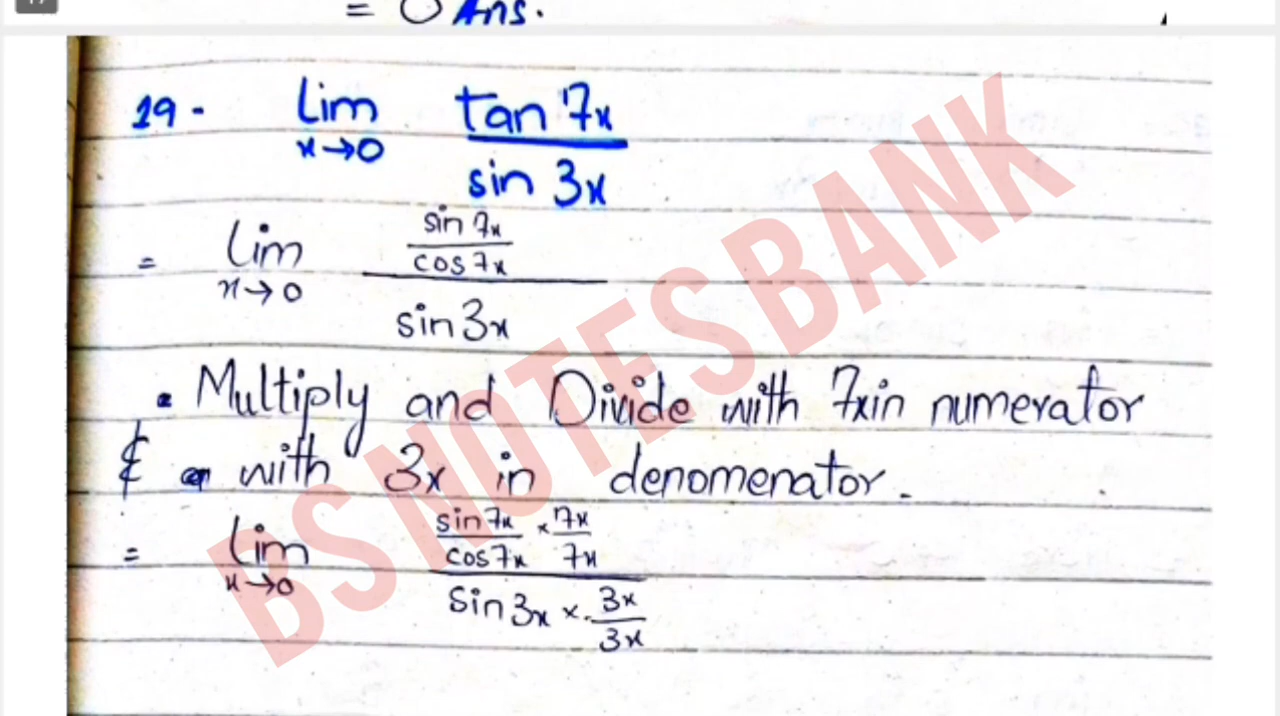 = 0 Ans.
19 - Lim x→0 tan 7x / sin 3x
= Lim x→0 (sin 7x / cos 7x) / sin 3x
Multiply and Divide with 7x in numerator
& with 3x in denomenator.
= Lim x→0 (sin 7x / cos 7x × 7x / 7x) / (Sin 3x × 3x / 3x)
BS NOTES BANK